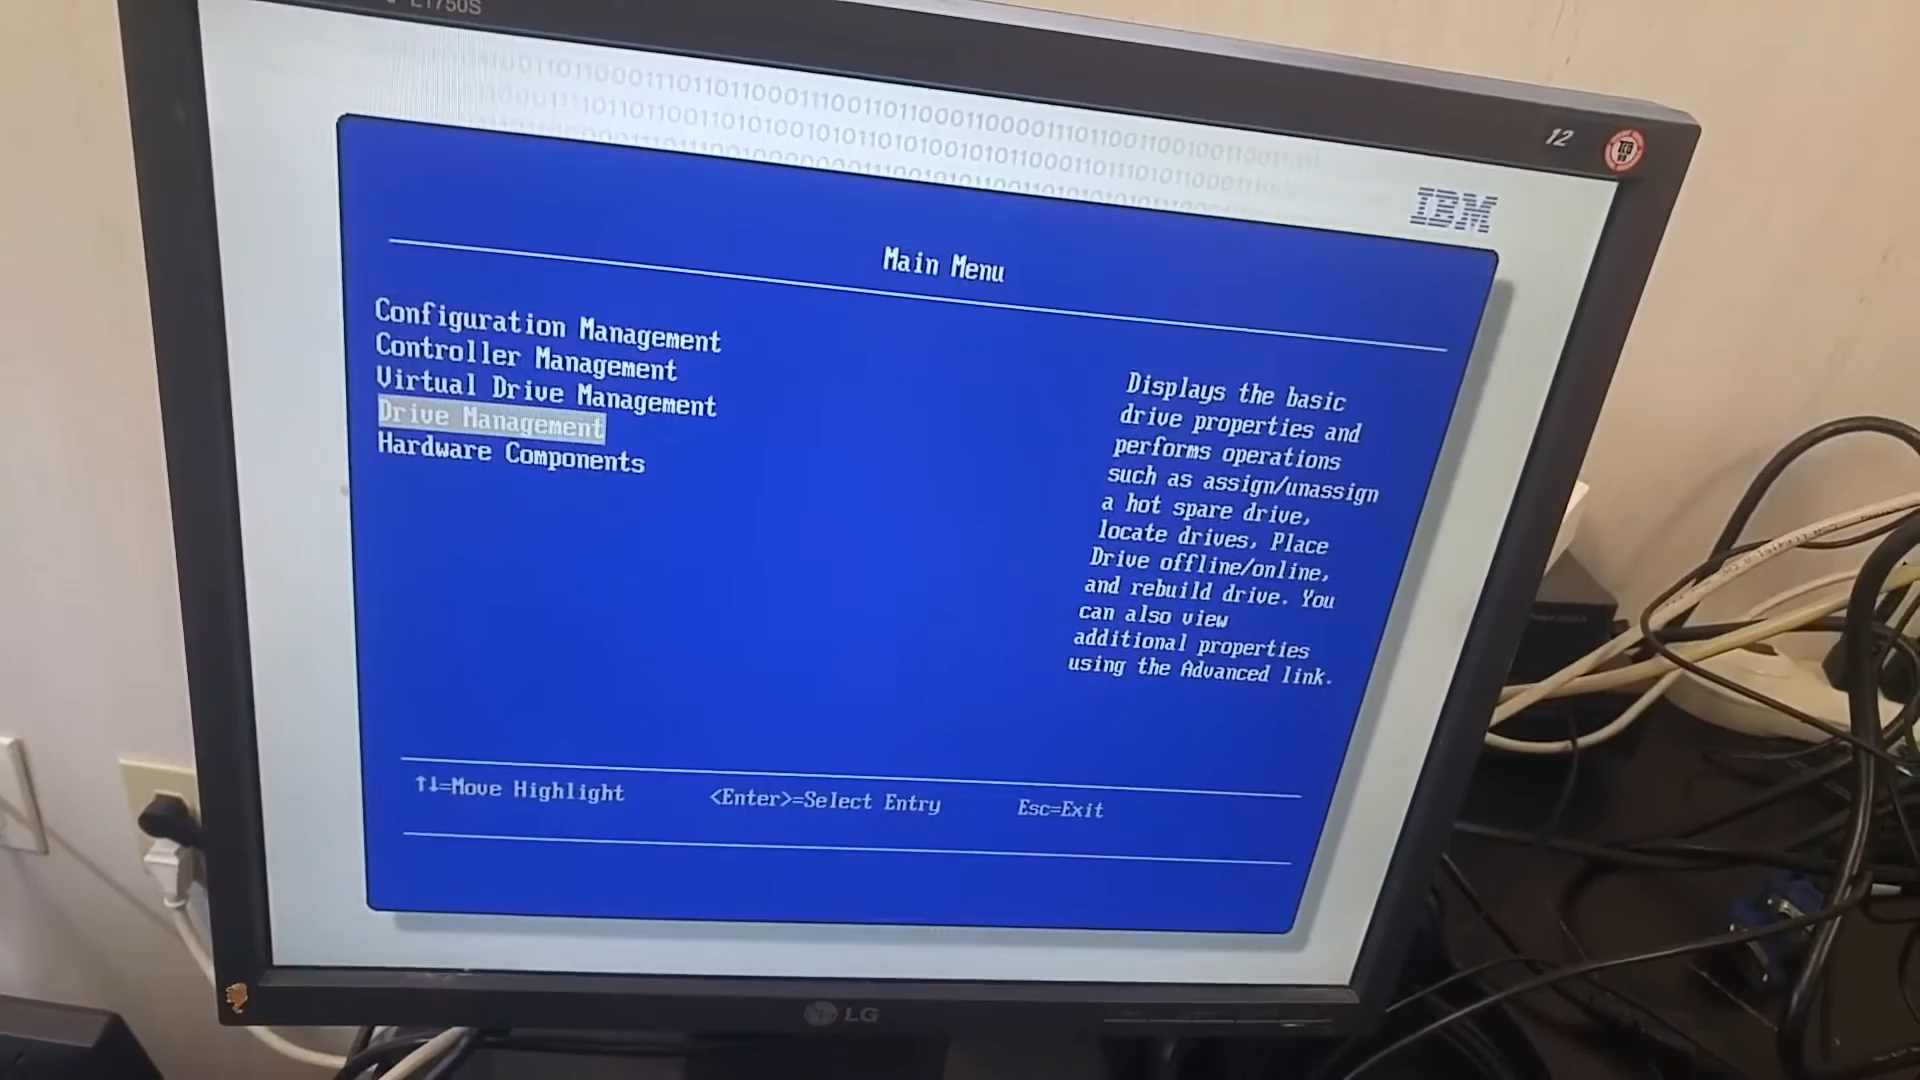 L1750S
12
IBM
Main Menu
Configuration Management
Controller Management
Virtual Drive Management
Drive Management
Hardware Components
Displays the basic
drive properties and
performs operations
such as assign/unassign
a hot spare drive,
locate drives, Place
Drive offline/online,
and rebuild drive. You
can also view
additional properties
using the Advanced link.
↑↓=Move Highlight
<Enter>=Select Entry
Esc=Exit
LG